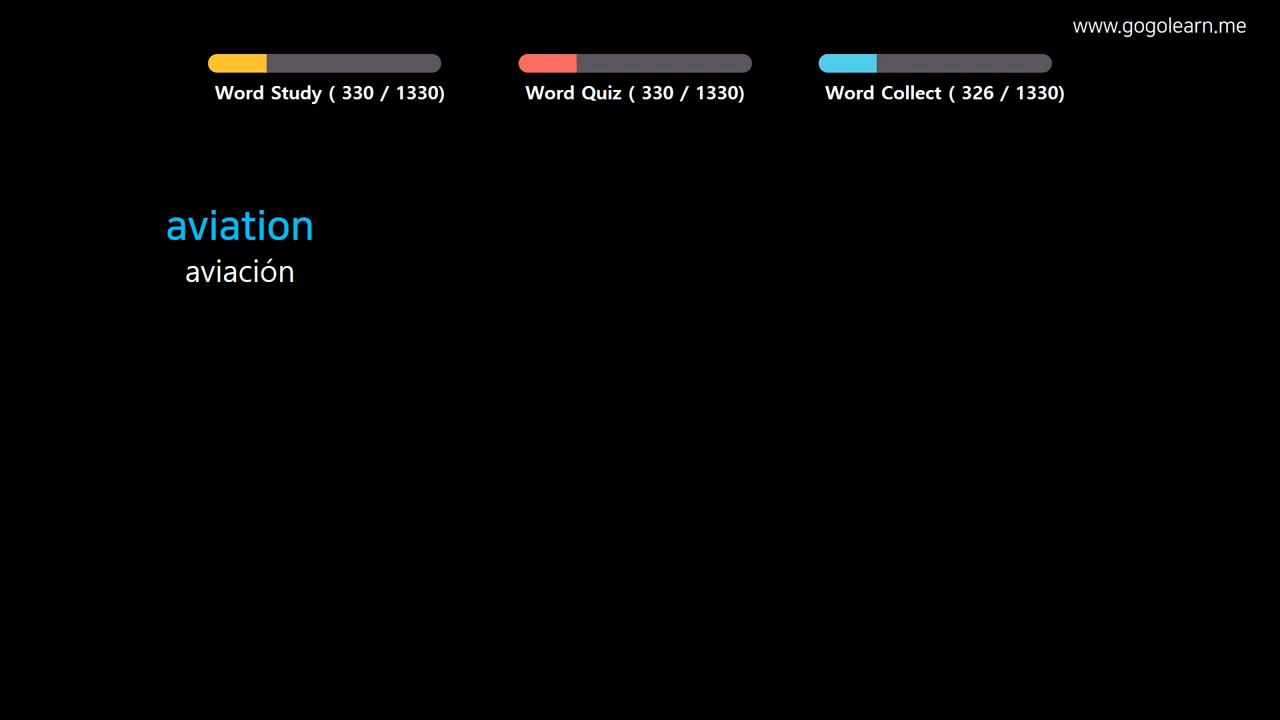 www.gogolearn.me
Word Study ( 330 / 1330)
Word Quiz ( 330 / 1330)
Word Collect ( 326 / 1330)
aviation
aviación